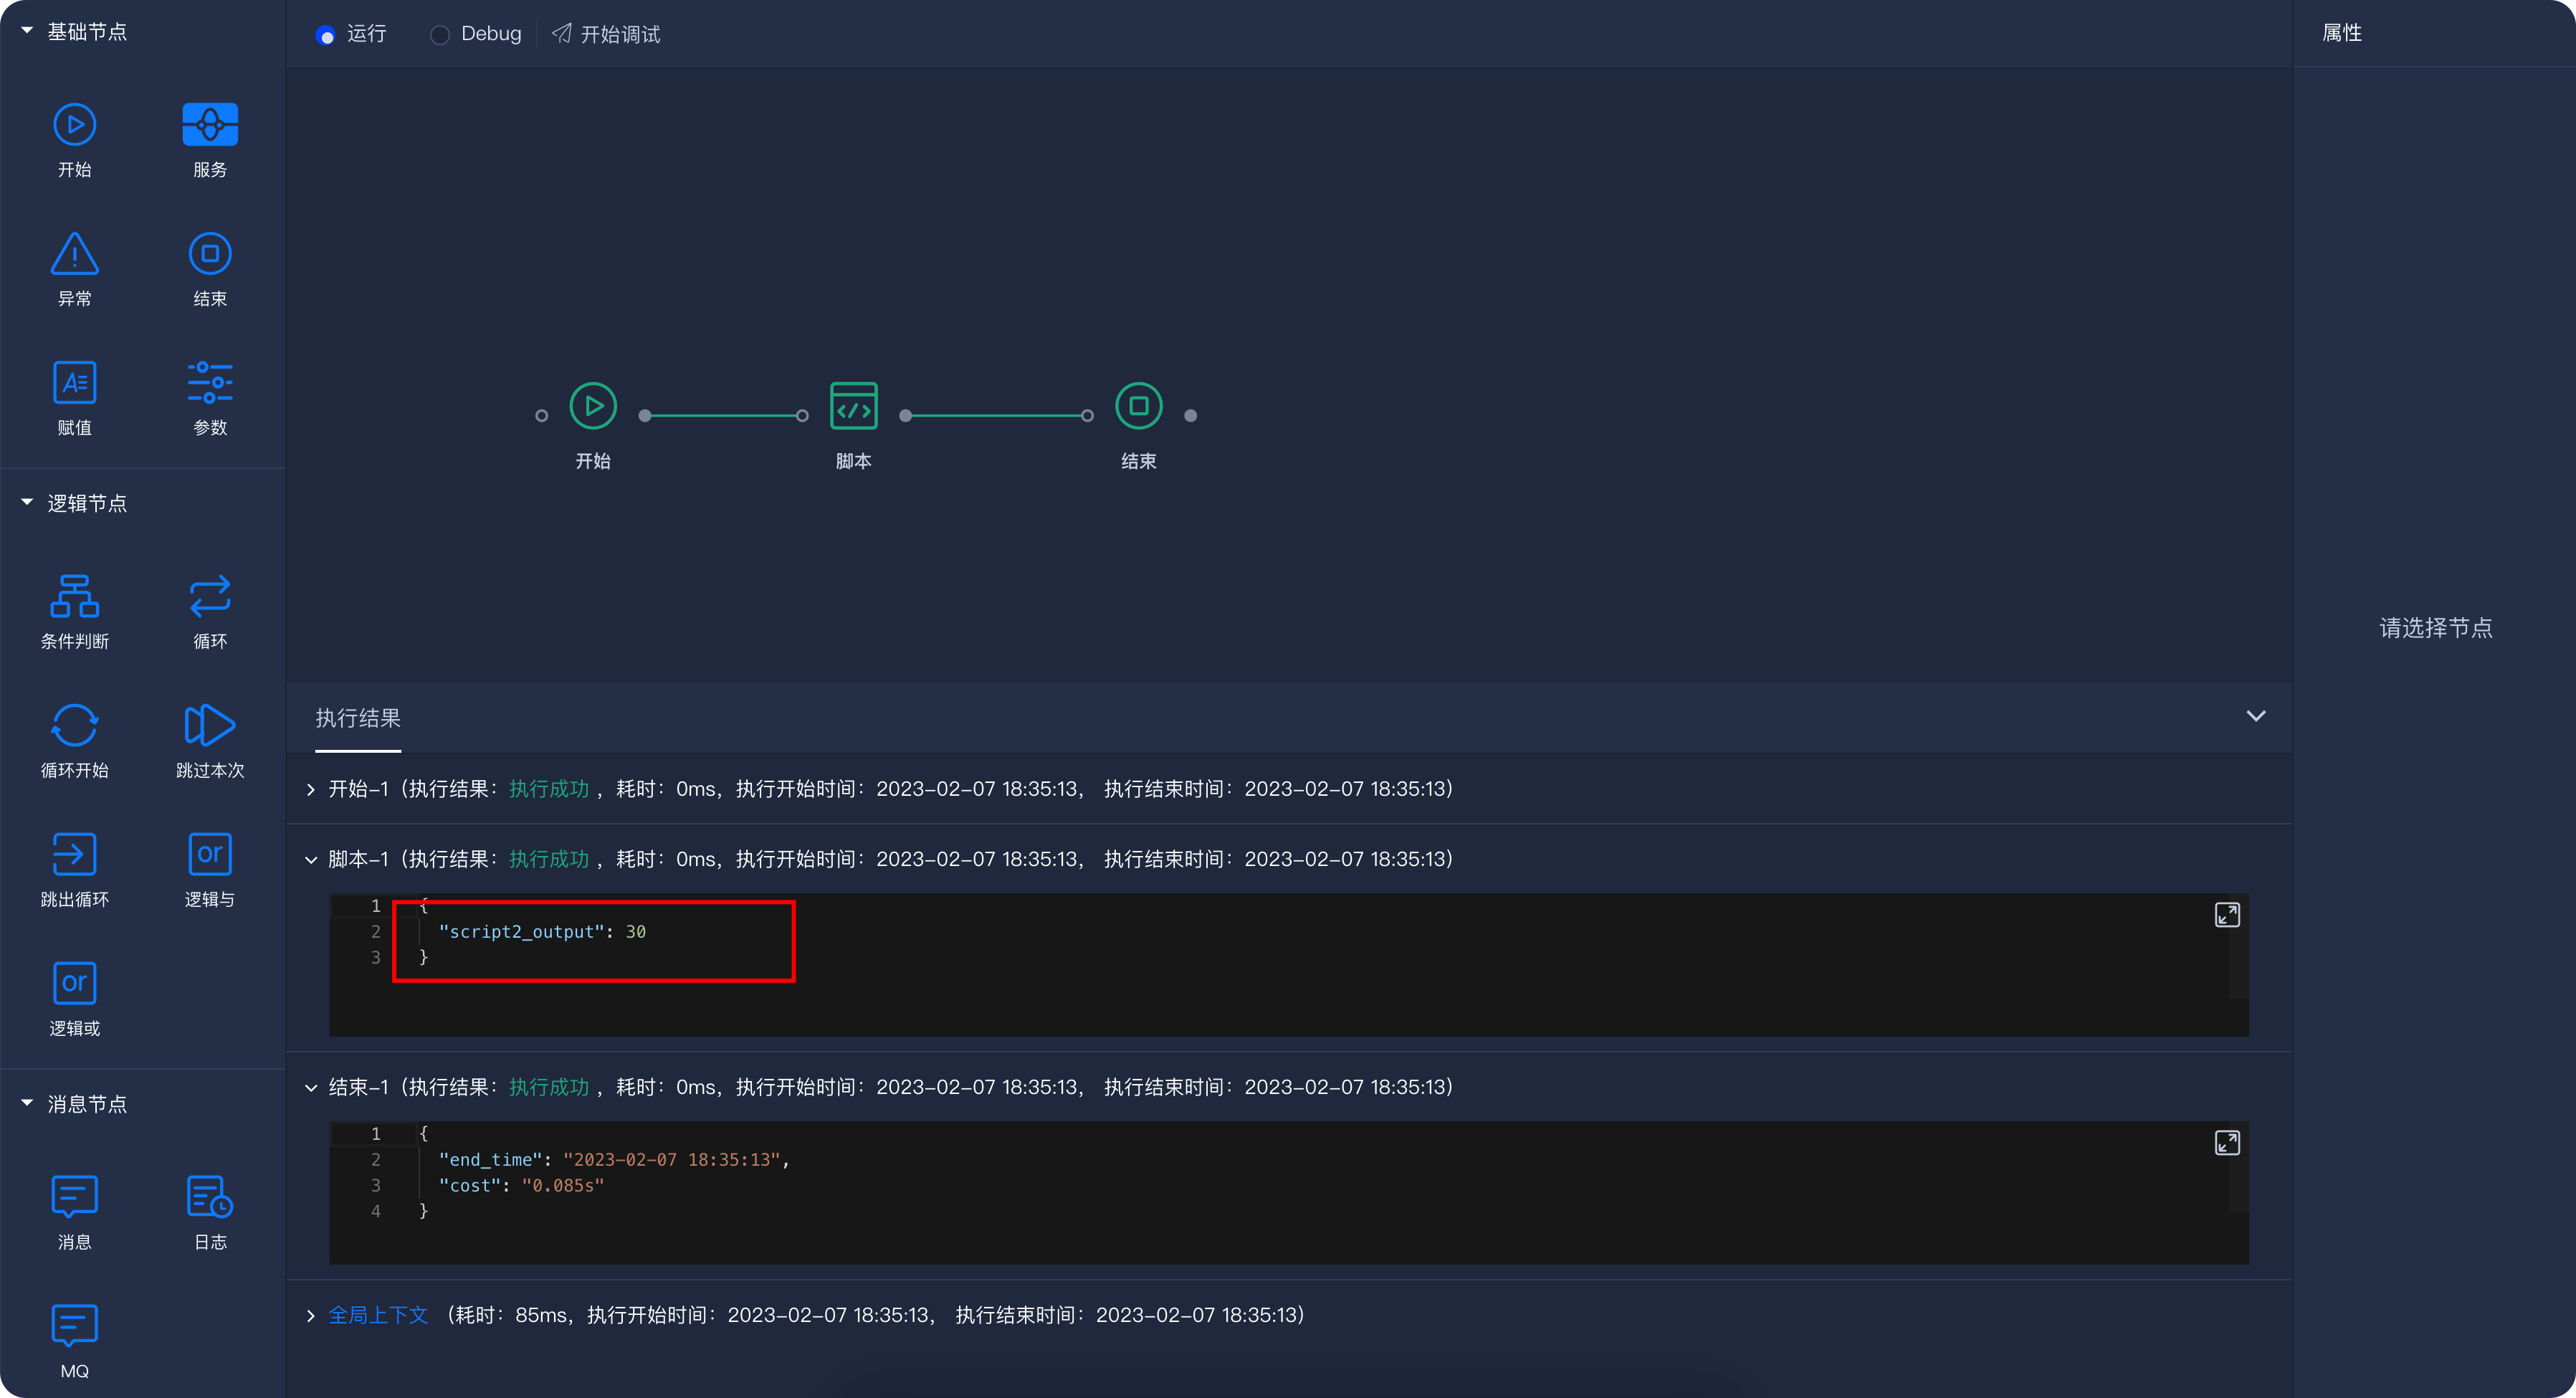 基础节点
开始
服务
异常
结束
A
赋值
参数
逻辑节点
条件判断
循环
循环开始
跳过本次
跳出循环
or
逻辑与
or
逻辑或
消息节点
消息
日志
MQ
运行
Debug
开始调试
开始
</>
脚本
结束
执行结果
开始-1（执行结果：执行成功 ，耗时：0ms，执行开始时间：2023-02-07 18:35:13， 执行结束时间：2023-02-07 18:35:13）
脚本-1（执行结果：执行成功 ，耗时：0ms，执行开始时间：2023-02-07 18:35:13， 执行结束时间：2023-02-07 18:35:13）
1 {
2 "script2_output": 30
3 }
结束-1（执行结果：执行成功 ，耗时：0ms，执行开始时间：2023-02-07 18:35:13， 执行结束时间：2023-02-07 18:35:13）
1 {
2 "end_time": "2023-02-07 18:35:13",
3 "cost": "0.085s"
4 }
全局上下文 （耗时：85ms，执行开始时间：2023-02-07 18:35:13， 执行结束时间：2023-02-07 18:35:13）
属性
请选择节点